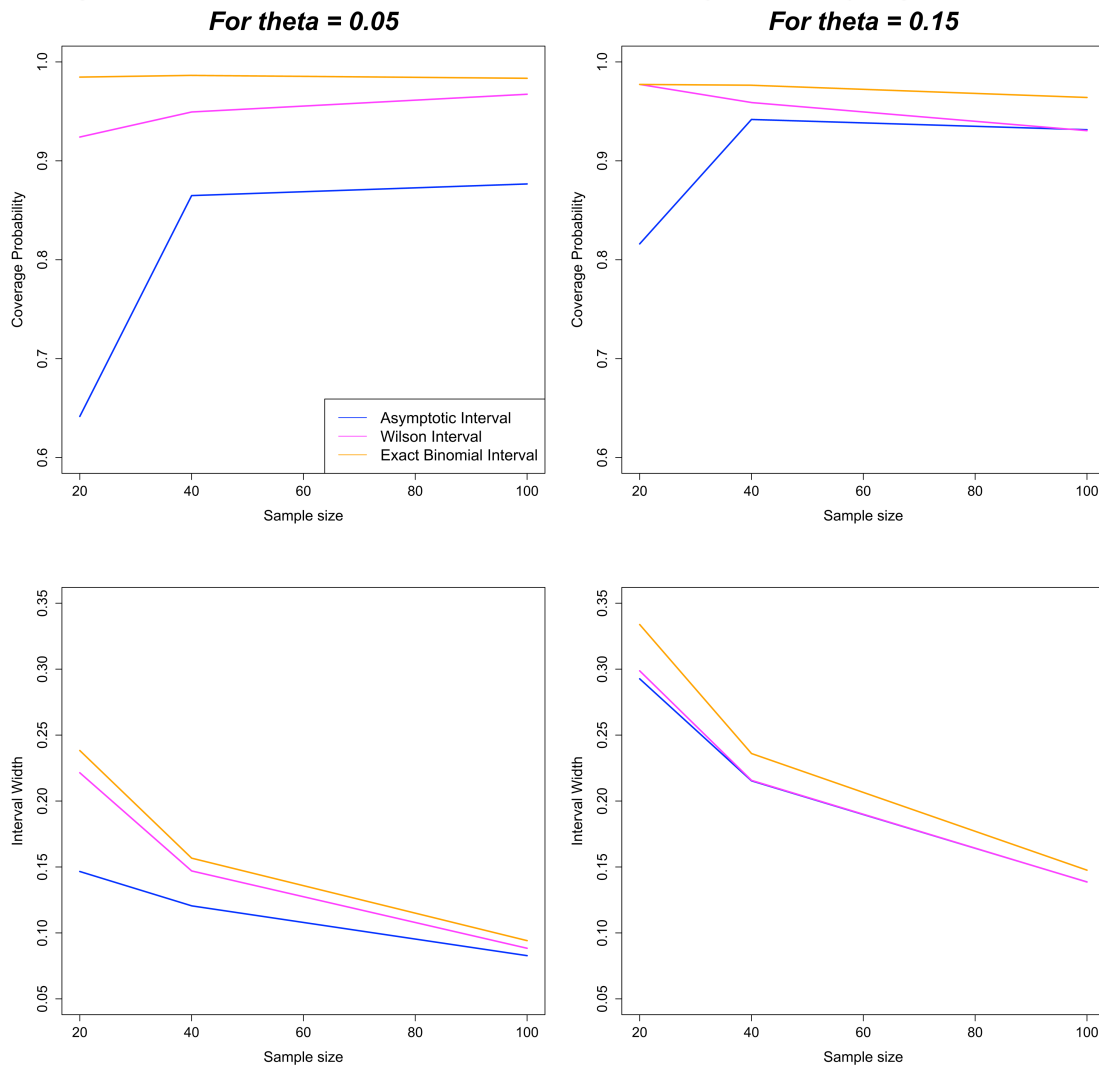 For theta = 0.05
1.0
0.9
0.8
0.7
0.6
Coverage Probability
Asymptotic Interval
Wilson Interval
Exact Binomial Interval
20 40 60 80 100
Sample size
For theta = 0.15
1.0
0.9
0.8
0.7
0.6
Coverage Probability
20 40 60 80 100
Sample size
0.35
0.30
0.25
0.20
0.15
0.10
0.05
Interval Width
20 40 60 80 100
Sample size
0.35
0.30
0.25
0.20
0.15
0.10
0.05
Interval Width
20 40 60 80 100
Sample size